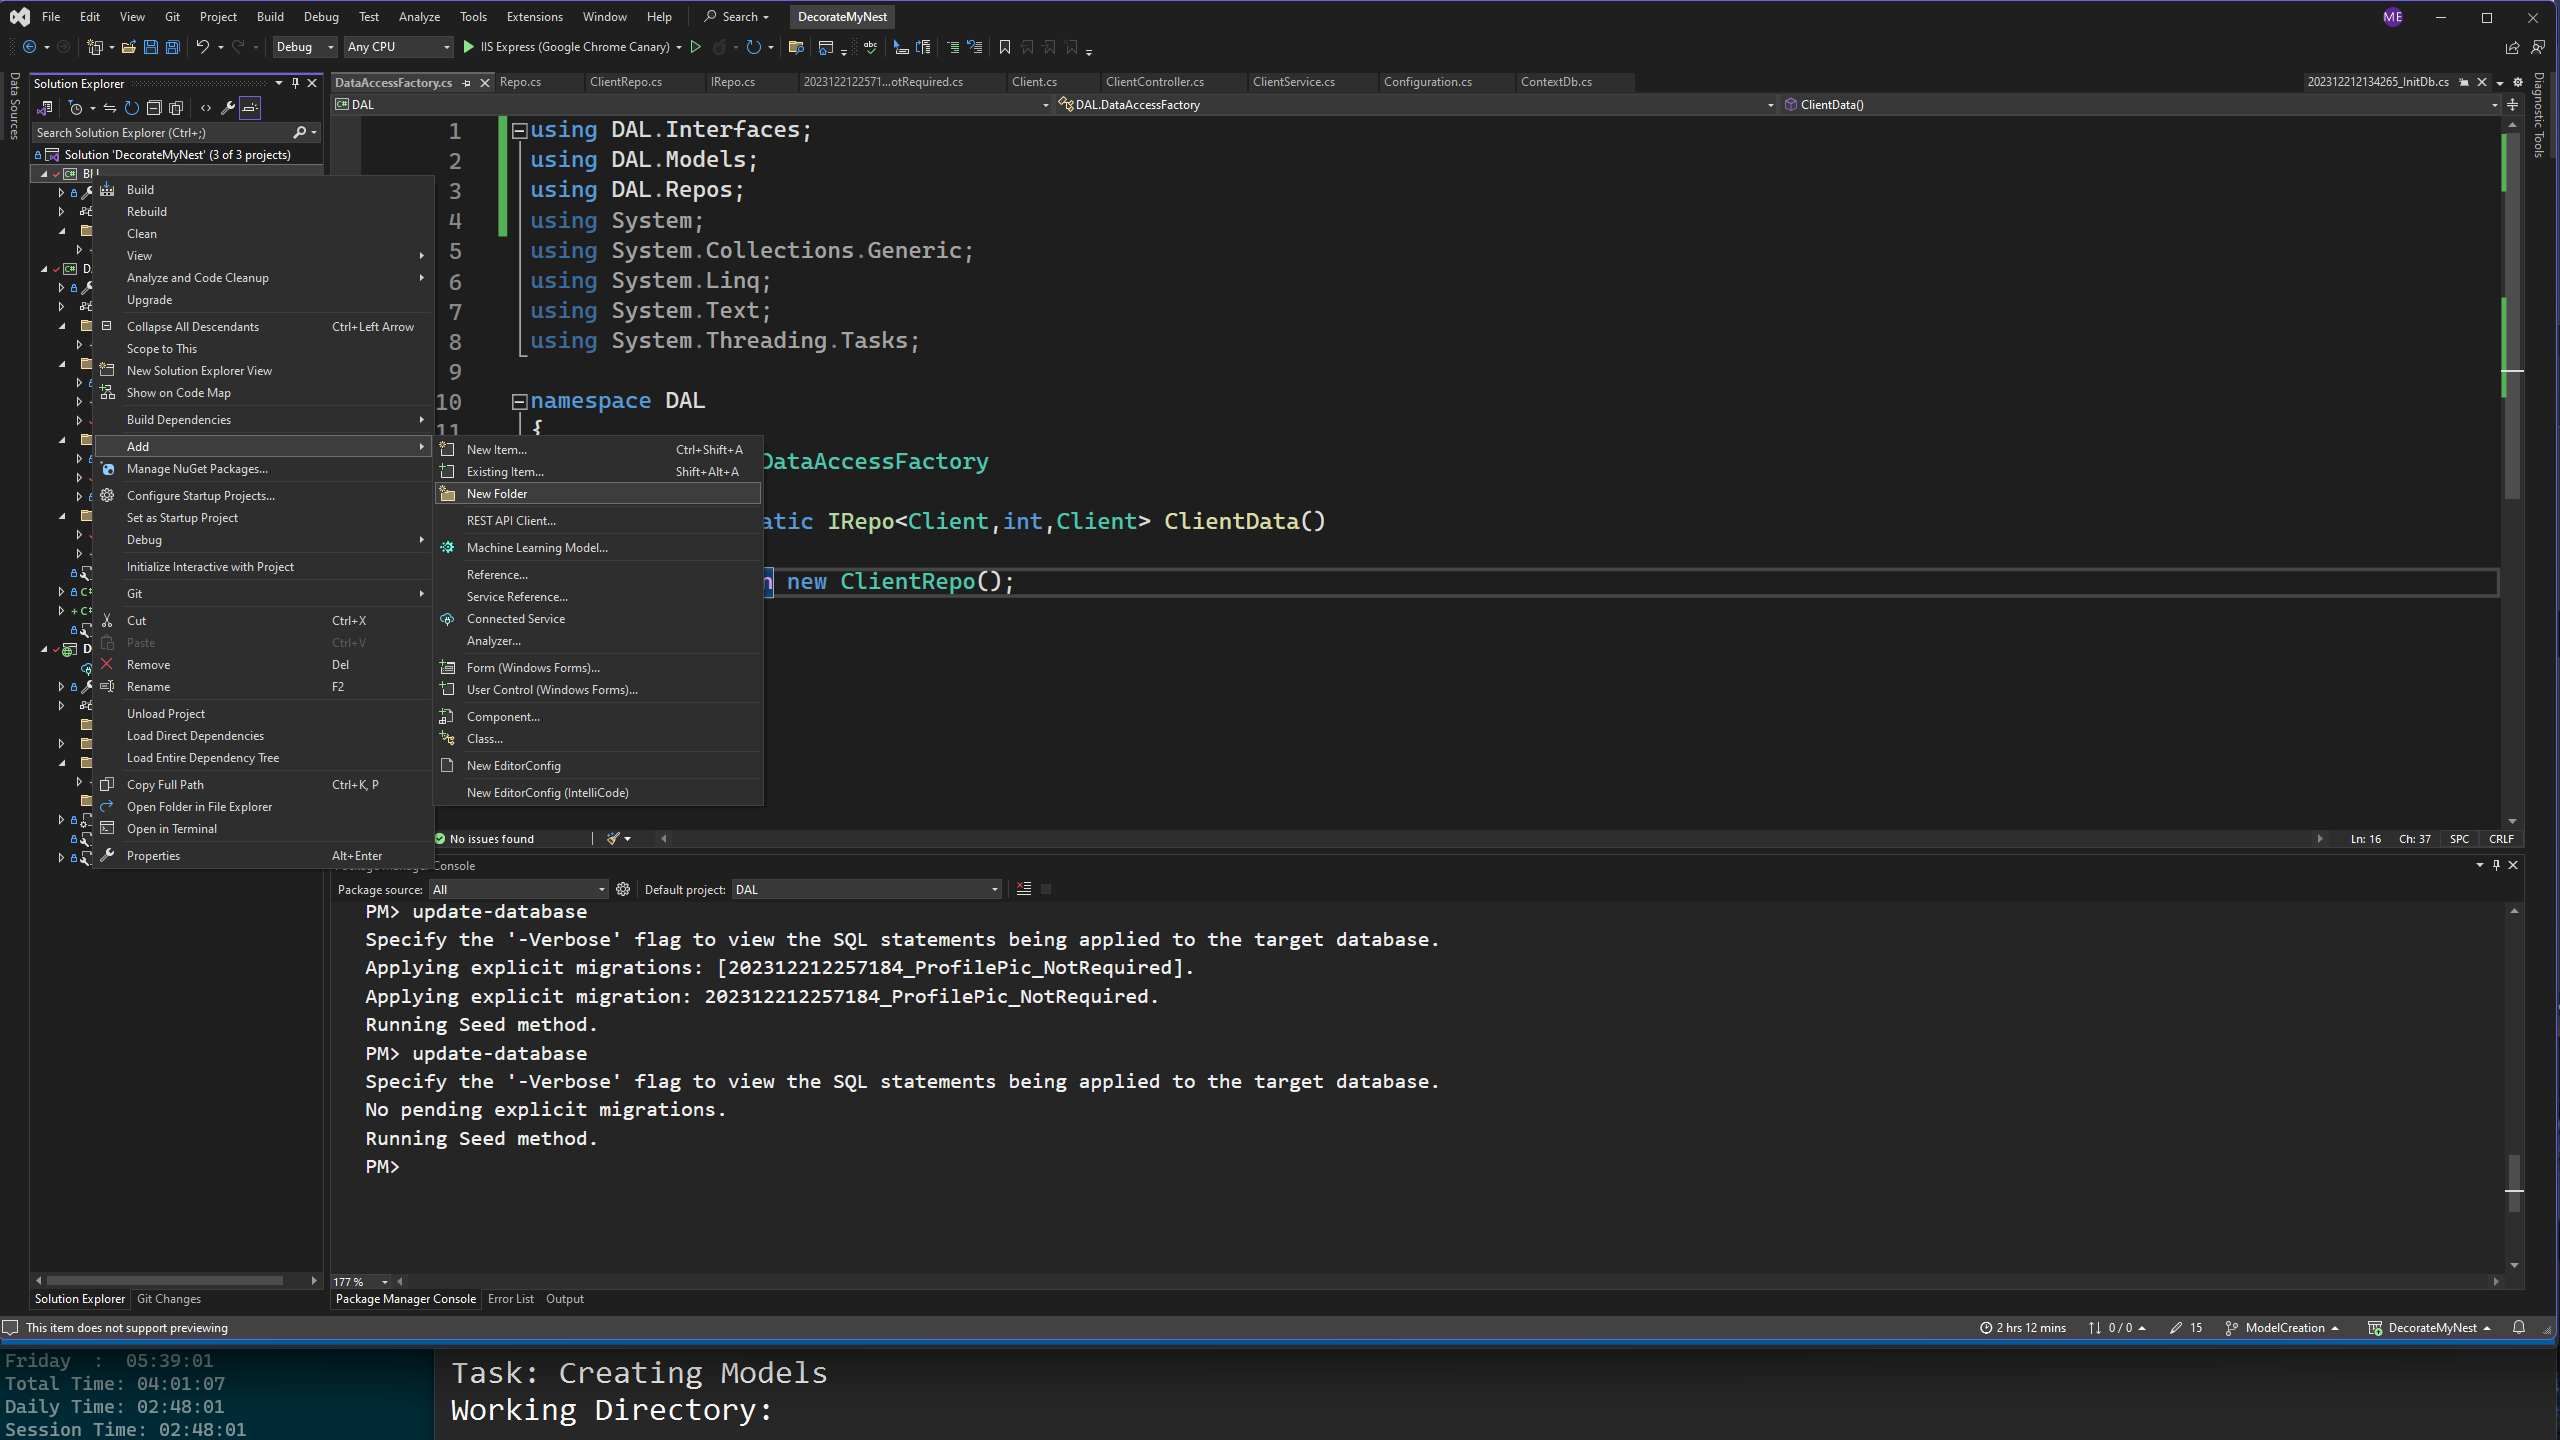 File Edit View Git Project Build Debug Test Analyze Tools Extensions Window Help Search DecorateMyNest ME
Debug Any CPU IIS Express (Google Chrome Canary)
Data Sources
Solution Explorer
Search Solution Explorer (Ctrl+;)
Solution 'DecorateMyNest' (3 of 3 projects)
Build
Rebuild
Clean
View
Analyze and Code Cleanup
Upgrade
Collapse All Descendants Ctrl+Left Arrow
Scope to This
New Solution Explorer View
Show on Code Map
Build Dependencies
Add
Manage NuGet Packages...
Configure Startup Projects...
Set as Startup Project
Debug
Initialize Interactive with Project
Git
Cut Ctrl+X
Paste Ctrl+V
Remove Del
Rename F2
Unload Project
Load Direct Dependencies
Load Entire Dependency Tree
Copy Full Path Ctrl+K, P
Open Folder in File Explorer
Open in Terminal
Properties Alt+Enter
New Item... Ctrl+Shift+A
Existing Item... Shift+Alt+A
New Folder
REST API Client...
Machine Learning Model...
Reference...
Service Reference...
Connected Service
Analyzer...
Form (Windows Forms)...
User Control (Windows Forms)...
Component...
Class...
New EditorConfig
New EditorConfig (IntelliCode)
DataAccessFactory.cs Repo.cs ClientRepo.cs IRepo.cs 2023122122571...otRequired.cs Client.cs ClientController.cs ClientService.cs Configuration.cs ContextDb.cs 202312212134265_InitDb.cs
DAL DAL.DataAccessFactory ClientData()
Diagnostic Tools
1 using DAL.Interfaces;
2 using DAL.Models;
3 using DAL.Repos;
4 using System;
5 using System.Collections.Generic;
6 using System.Linq;
7 using System.Text;
8 using System.Threading.Tasks;
9
10 namespace DAL
11 {
DataAccessFactory
atic IRepo<Client,int,Client> ClientData()
n new ClientRepo();
No issues found Ln: 16 Ch: 37 SPC CRLF
Console
Package source: All Default project: DAL
PM> update-database
Specify the '-Verbose' flag to view the SQL statements being applied to the target database.
Applying explicit migrations: [202312212257184_ProfilePic_NotRequired].
Applying explicit migration: 202312212257184_ProfilePic_NotRequired.
Running Seed method.
PM> update-database
Specify the '-Verbose' flag to view the SQL statements being applied to the target database.
No pending explicit migrations.
Running Seed method.
PM>
177 %
Solution Explorer Git Changes
Package Manager Console Error List Output
This item does not support previewing 2 hrs 12 mins 0 / 0 15 ModelCreation DecorateMyNest
Friday : 05:39:01
Total Time: 04:01:07
Daily Time: 02:48:01
Session Time: 02:48:01
Task: Creating Models
Working Directory: